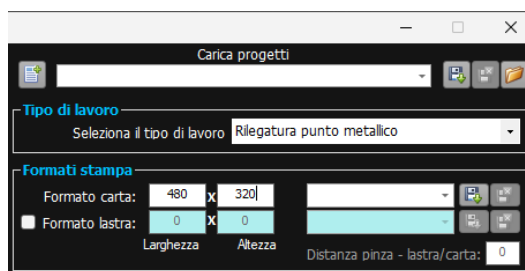 Carica progetti
Tipo di lavoro
Seleziona il tipo di lavoro Rilegatura punto metallico
Formati stampa
Formato carta: 480 X 320
Formato lastra: 0 X 0
Larghezza Altezza Distanza pinza - lastra/carta: 0